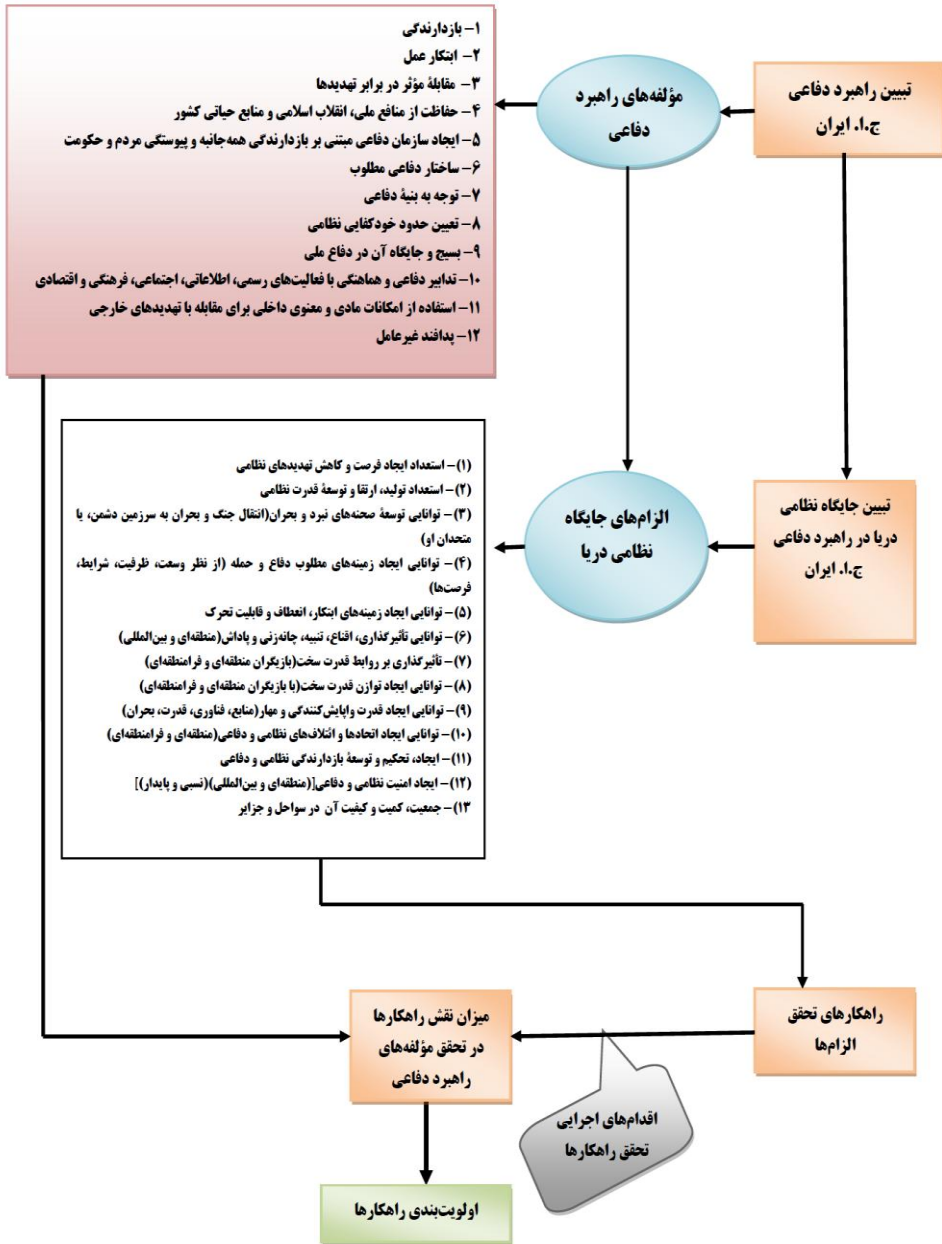 تبیین راهبرد دفاعی
ج.ا. ایران
مؤلفه‌های راهبرد
دفاعی
۱- بازدارندگی
۲- ابتکار عمل
۳- مقابلهٔ مؤثر در برابر تهدیدها
۴- حفاظت از منافع ملی، انقلاب اسلامی و منابع حیاتی کشور
۵- ایجاد سازمان دفاعی مبتنی بر بازدارندگی همه‌جانبه و پیوستگی مردم و حکومت
۶- ساختار دفاعی مطلوب
۷- توجه به بنیهٔ دفاعی
۸- تعیین حدود خودکفایی نظامی
۹- بسیج و جایگاه آن در دفاع ملی
۱۰- تدابیر دفاعی و هماهنگی با فعالیت‌های رسمی، اطلاعاتی، اجتماعی، فرهنگی و اقتصادی
۱۱- استفاده از امکانات مادی و معنوی داخلی برای مقابله با تهدیدهای خارجی
۱۲- پدافند غیرعامل
تبیین جایگاه نظامی
دریا در راهبرد دفاعی
ج.ا. ایران
الزام‌های جایگاه
نظامی دریا
(۱)- استعداد ایجاد فرصت و کاهش تهدیدهای نظامی
(۲)- استعداد تولید، ارتقا و توسعهٔ قدرت نظامی
(۳)- توانایی توسعهٔ صحنه‌های نبرد و بحران(انتقال جنگ و بحران به سرزمین دشمن، یا
متحدان او)
(۴)- توانایی ایجاد زمینه‌های مطلوب دفاع و حمله (از نظر وسعت، ظرفیت، شرایط،
فرصت‌ها)
(۵)- توانایی ایجاد زمینه‌های ابتکار، انعطاف و قابلیت تحرک
(۶)- توانایی تأثیرگذاری، اقناع، تنبیه، چانه‌زنی و پاداش(منطقه‌ای و بین‌المللی)
(۷)- تأثیرگذاری بر روابط قدرت سخت(بازیگران منطقه‌ای و فرامنطقه‌ای)
(۸)- توانایی ایجاد توازن قدرت سخت(با بازیگران منطقه‌ای و فرامنطقه‌ای)
(۹)- توانایی ایجاد قدرت واپایش‌کنندگی و مهار(منابع، فناوری، قدرت، بحران)
(۱۰)- توانایی ایجاد اتحادها و ائتلاف‌های نظامی و دفاعی(منطقه‌ای و فرامنطقه‌ای)
(۱۱)- ایجاد، تحکیم و توسعهٔ بازدارندگی نظامی و دفاعی
(۱۲)- ایجاد امنیت نظامی و دفاعی[(منطقه‌ای و بین‌المللی)(نسبی و پایدار)]
۱۳)- جمعیت، کمیت و کیفیت آن در سواحل و جزایر
راهکارهای تحقق
الزام‌ها
اقدام‌های اجرایی
تحقق راهکارها
میزان نقش راهکارها
در تحقق مؤلفه‌های
راهبرد دفاعی
اولویت‌بندی راهکارها